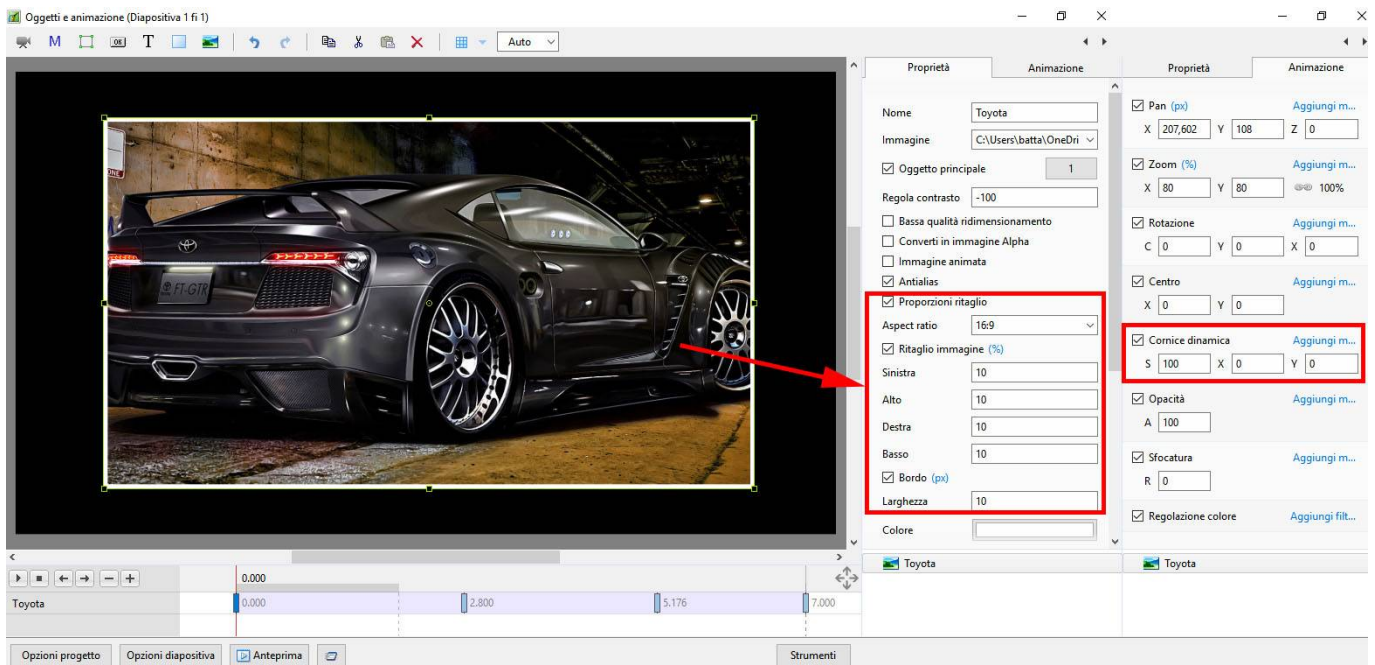 Oggetti e animazione (Diapositiva 1 fi 1)
M OK T Auto
Proprietà Animazione
Nome Toyota
Immagine C:\Users\batta\OneDri
Oggetto principale 1
Regola contrasto -100
Bassa qualità ridimensionamento
Converti in immagine Alpha
Immagine animata
Antialias
Proporzioni ritaglio
Aspect ratio 16:9
Ritaglio immagine (%)
Sinistra 10
Alto 10
Destra 10
Basso 10
Bordo (px)
Larghezza 10
Colore
Toyota
Proprietà Animazione
Pan (px) Aggiungi m...
X 207,602 Y 108 Z 0
Zoom (%) Aggiungi m...
X 80 Y 80 100%
Rotazione Aggiungi m...
C 0 Y 0 X 0
Centro Aggiungi m...
X 0 Y 0
Cornice dinamica Aggiungi m...
S 100 X 0 Y 0
Opacità Aggiungi m...
A 100
Sfocatura Aggiungi m...
R 0
Regolazione colore Aggiungi filt...
Toyota
FT-GTR
0.000
Toyota 0.000 2.800 5.176 7.000
Opzioni progetto Opzioni diapositiva Anteprima Strumenti